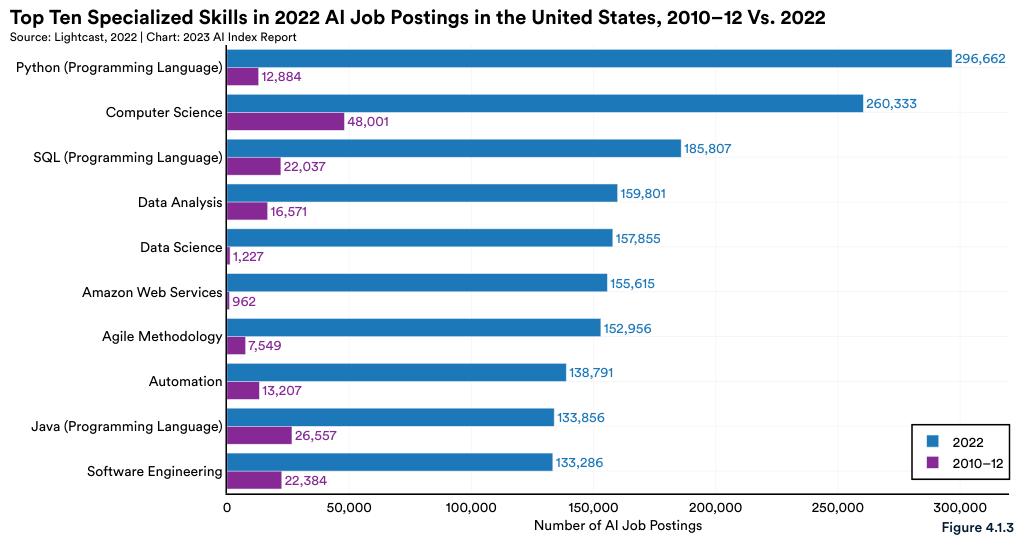 Top Ten Specialized Skills in 2022 AI Job Postings in the United States, 2010–12 Vs. 2022
Source: Lightcast, 2022 | Chart: 2023 AI Index Report
Python (Programming Language)
296,662
12,884
Computer Science
260,333
48,001
SQL (Programming Language)
185,807
22,037
Data Analysis
159,801
16,571
Data Science
157,855
1,227
Amazon Web Services
155,615
962
Agile Methodology
152,956
7,549
Automation
138,791
13,207
Java (Programming Language)
133,856
26,557
Software Engineering
133,286
22,384
2022
2010–12
0 50,000 100,000 150,000 200,000 250,000 300,000
Number of AI Job Postings
Figure 4.1.3